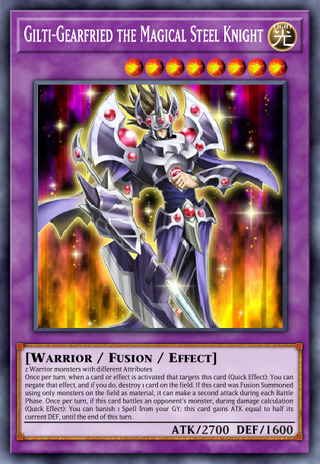 Gilti-Gearfried the Magical Steel Knight
LIGHT
光
[Warrior / Fusion / Effect]
2 Warrior monsters with different Attributes
Once per turn, when a card or effect is activated that targets this card (Quick Effect): You can
negate that effect, and if you do, destroy 1 card on the field. If this card was Fusion Summoned
using only monsters on the field as material, it can make a second attack during each Battle
Phase. Once per turn, if this card battles an opponent's monster, during damage calculation
(Quick Effect): You can banish 1 Spell from your GY; this card gains ATK equal to half its
current DEF, until the end of this turn.
ATK/2700 DEF/1600